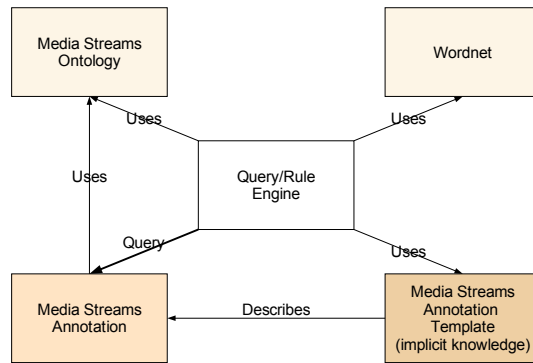 Media Streams
Ontology
Wordnet
Uses
Uses
Uses
Query/Rule
Engine
Query
Uses
Media Streams
Annotation
Describes
Media Streams
Annotation
Template
(implicit knowledge)